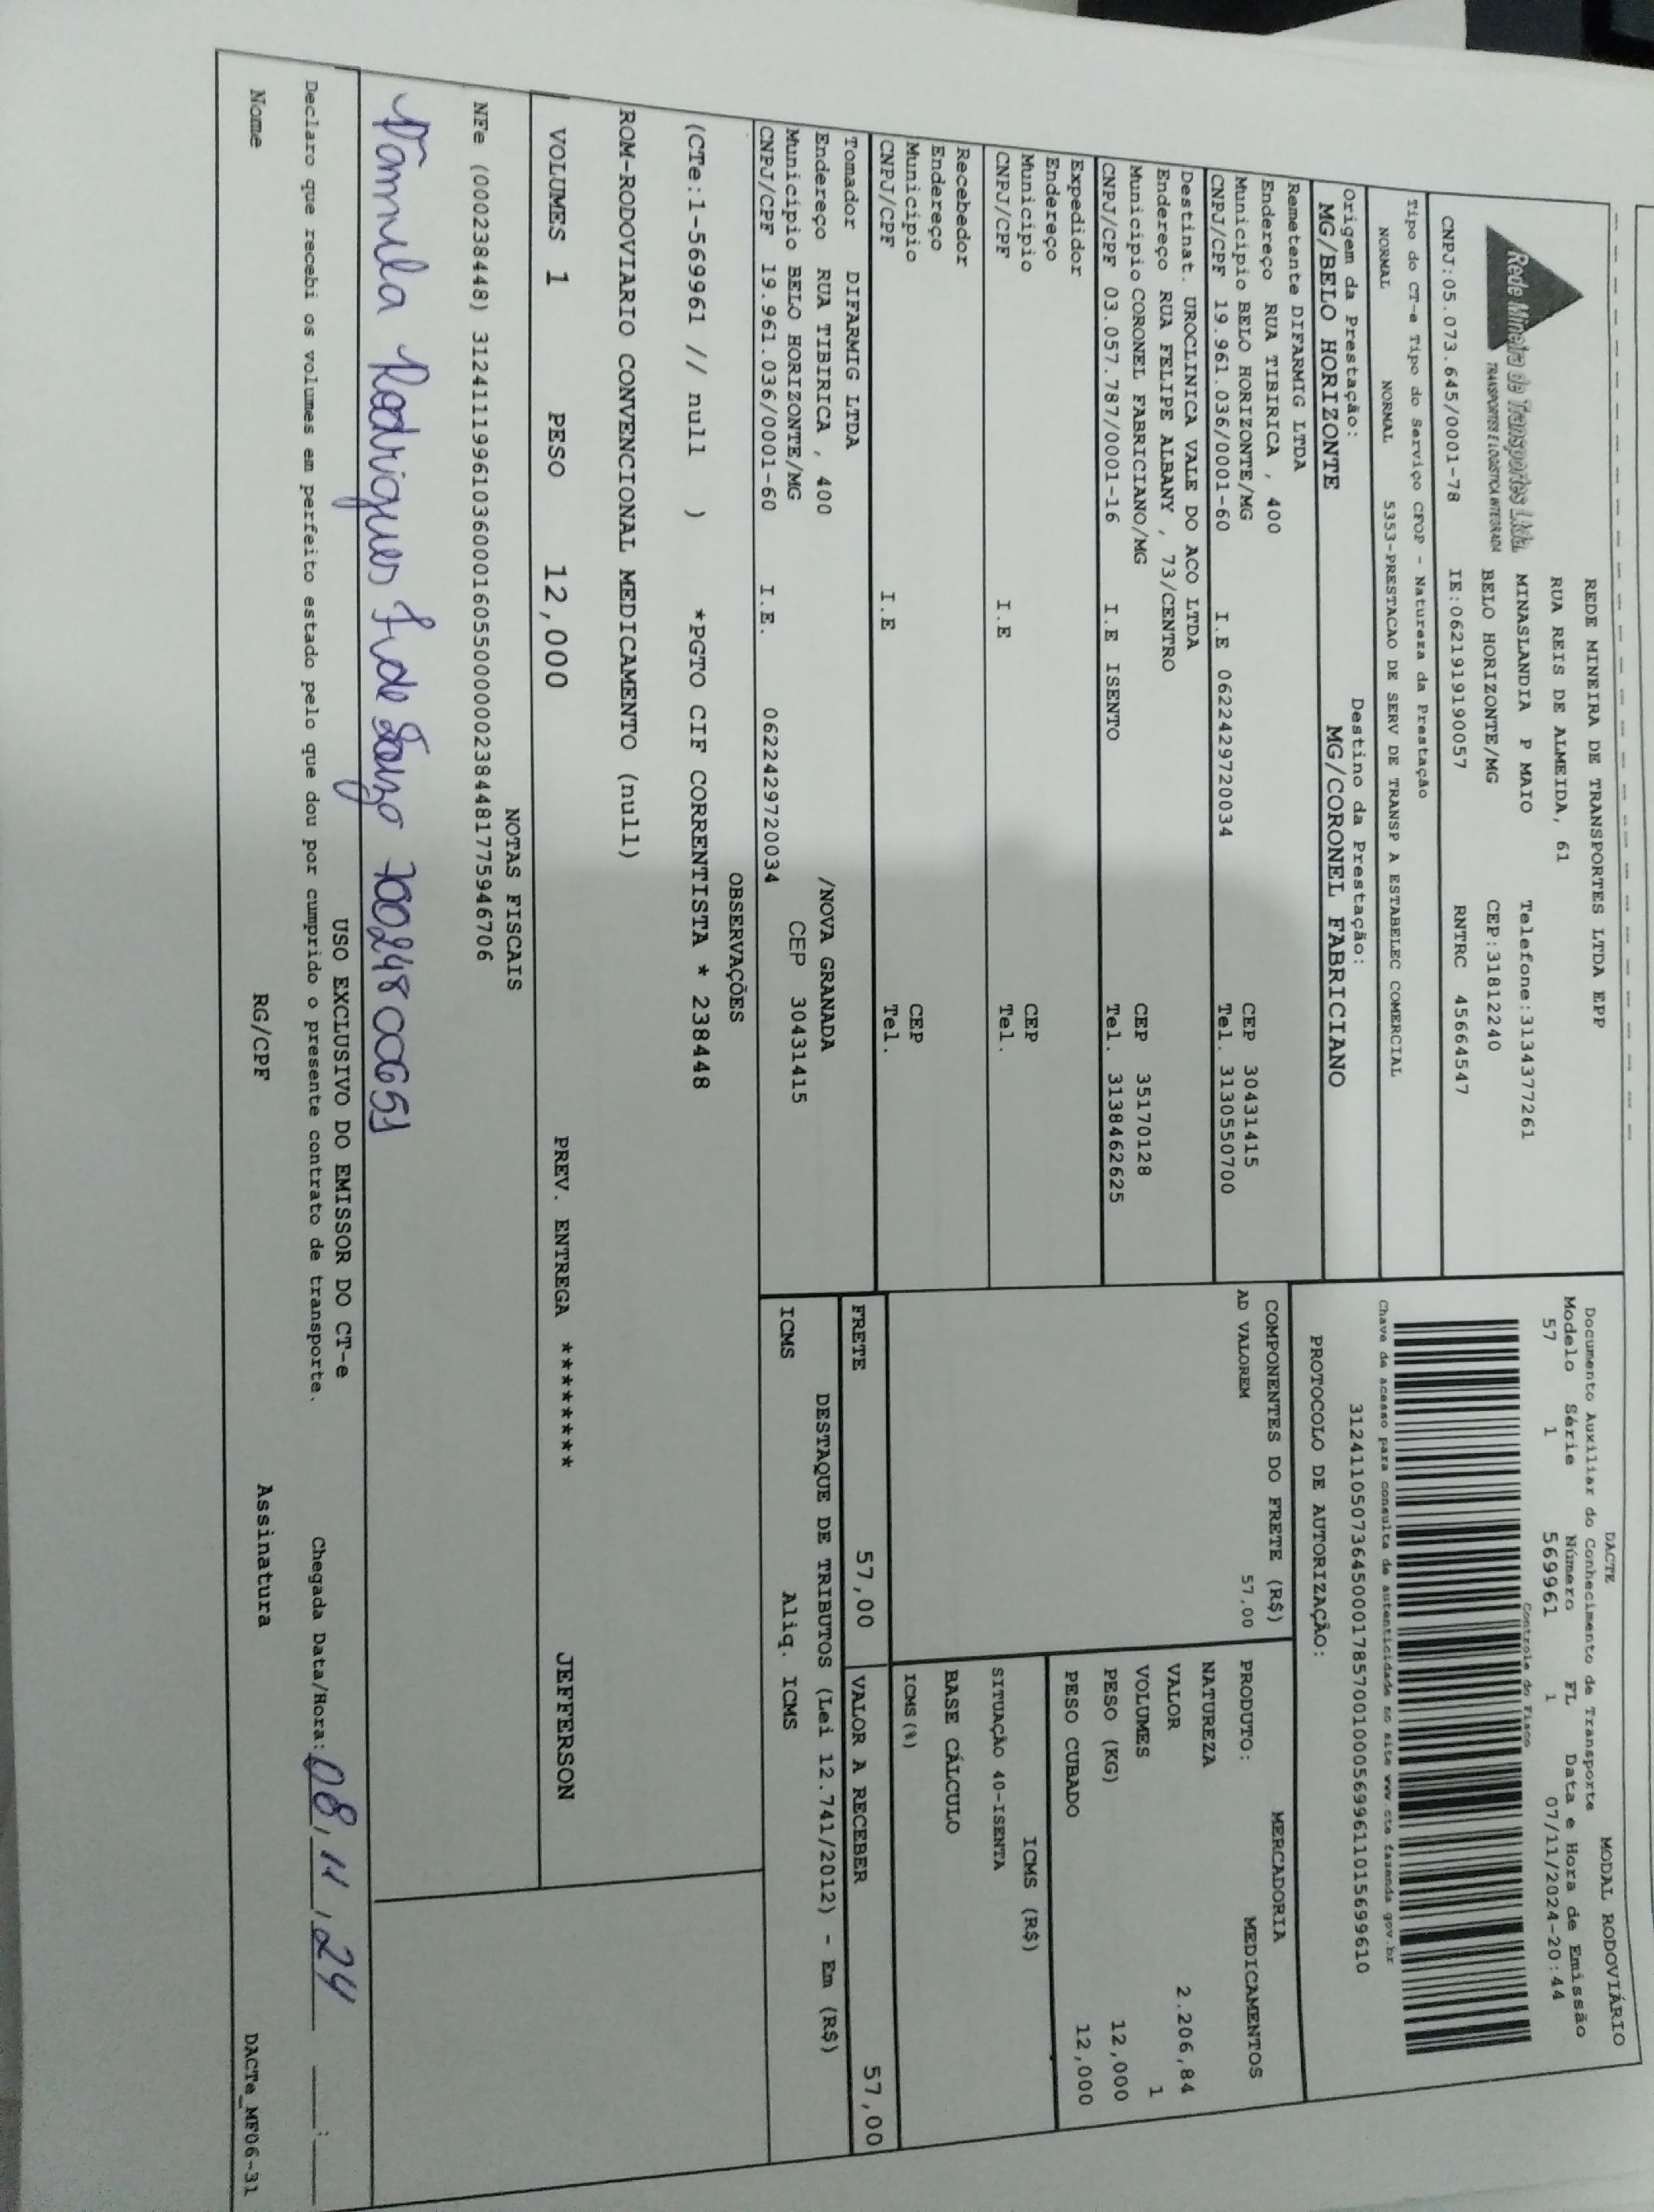 Rede Mineira de Transportes Ltda.
TRANSPORTES E LOGÍSTICA INTEGRADA
REDE MINEIRA DE TRANSPORTES LTDA EPP
RUA REIS DE ALMEIDA, 61
MINASLANDIA P MAIO Telefone:3134377261
BELO HORIZONTE/MG CEP:31812240
CNPJ:05.073.645/0001-78 IE:0621919190057 RNTRC 45664547
Tipo do CT-e Tipo do Serviço CFOP - Natureza da Prestação
NORMAL NORMAL 5353-PRESTACAO DE SERV DE TRANSP A ESTABELEC COMERCIAL
Origem da Prestação: Destino da Prestação:
MG/BELO HORIZONTE MG/CORONEL FABRICIANO
DACTE MODAL RODOVIÁRIO
Documento Auxiliar do Conhecimento de Transporte
Modelo Série Número FL Data e Hora de Emissão
57 1 569961 1 07/11/2024-20:44
Controle do Fisco
Chave de acesso para consulta de autenticidade no site www.cte.fazenda.gov.br
31241105073645000178570010005699611015699610
PROTOCOLO DE AUTORIZAÇÃO:
Remetente DIFARMIG LTDA
Endereço RUA TIBIRICA , 400
Municipio BELO HORIZONTE/MG CEP 30431415
CNPJ/CPF 19.961.036/0001-60 I.E 0622429720034 Tel. 3130550700
Destinat. UROCLINICA VALE DO ACO LTDA
Endereço RUA FELIPE ALBANY , 73/CENTRO
Municipio CORONEL FABRICIANO/MG CEP 35170128
CNPJ/CPF 03.057.787/0001-16 I.E ISENTO Tel. 3138462625
Expedidor
Endereço
Municipio CEP
CNPJ/CPF I.E Tel.
Recebedor
Endereço
Municipio CEP
CNPJ/CPF I.E Tel.
Tomador DIFARMIG LTDA
Endereço RUA TIBIRICA , 400 /NOVA GRANADA
Municipio BELO HORIZONTE/MG CEP 30431415
CNPJ/CPF 19.961.036/0001-60 I.E. 0622429720034
COMPONENTES DO FRETE (R$)
AD VALOREM 57,00
MERCADORIA
PRODUTO: MEDICAMENTOS
NATUREZA
VALOR 2.206,84
VOLUMES 1
PESO (KG) 12,000
PESO CUBADO 12,000
ICMS (R$)
SITUAÇÃO 40-ISENTA
BASE CÁLCULO
ICMS(%)
FRETE 57,00 VALOR A RECEBER 57,00
DESTAQUE DE TRIBUTOS (Lei 12.741/2012) - Em (R$)
ICMS Aliq. ICMS
OBSERVAÇÕES
(CTe:1-569961 // null ) *PGTO CIF CORRENTISTA * 238448
ROM-RODOVIARIO CONVENCIONAL MEDICAMENTO (null)
VOLUMES 1 PESO 12,000 PREV. ENTREGA ******** JEFFERSON
NOTAS FISCAIS
NFe (000238448) 31241119961036000160550000002384481775946706
Rodrigues 70024800651
USO EXCLUSIVO DO EMISSOR DO CT-e
Declaro que recebi os volumes em perfeito estado pelo que dou por cumprido o presente contrato de transporte. Chegada Data/Hora: 08, 11, 24 :
Nome RG/CPF Assinatura DACTe_MF06-31